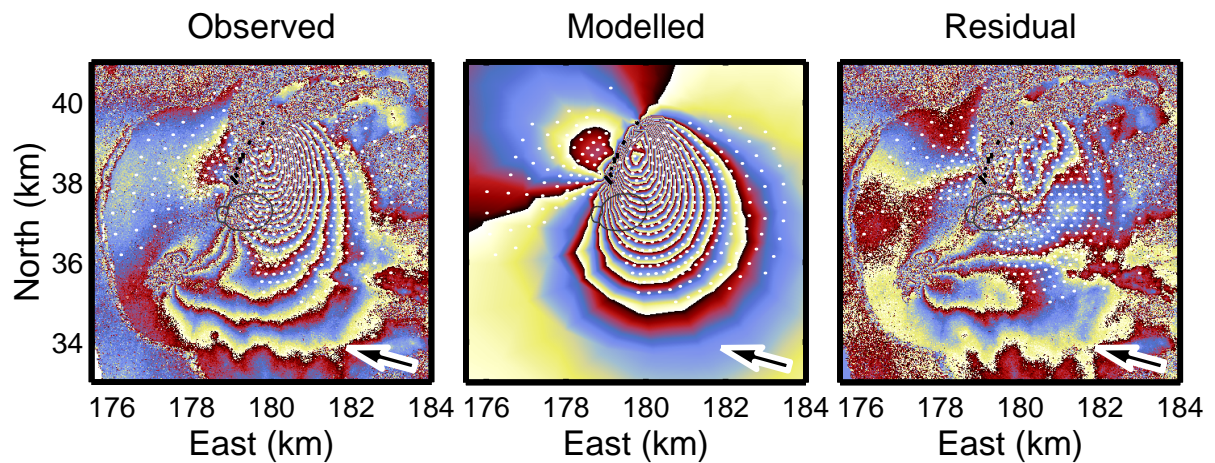 Observed Modelled Residual
40
38
36
34
North (km)
176 178 180 182 184 176 178 180 182 184 176 178 180 182 184
East (km) East (km) East (km)